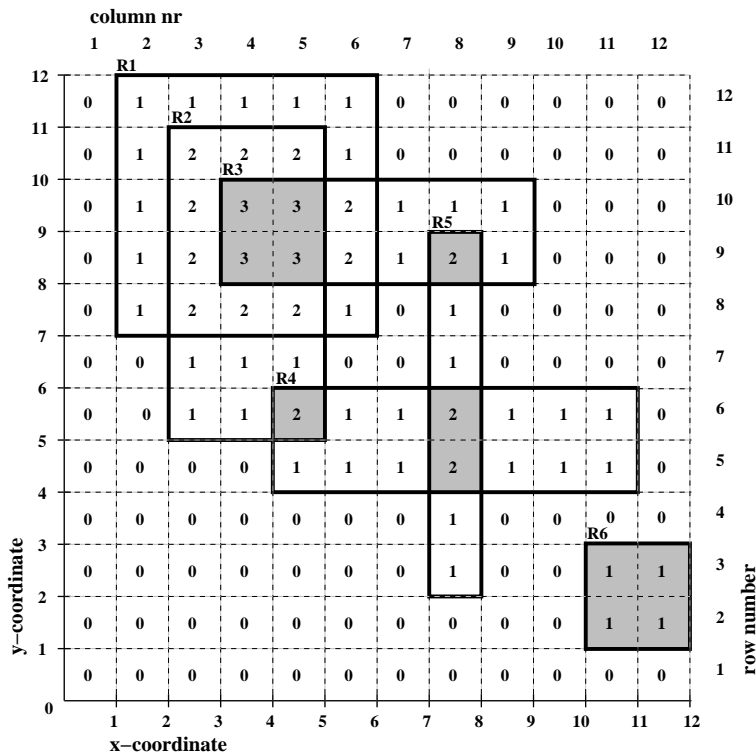 column nr
1 2 3 4 5 6 7 8 9 10 11 12
R1
12
0 1 1 1 1 1 0 0 0 0 0 0 12
11 R2
0 1 2 2 2 1 0 0 0 0 0 0 11
10 R3
0 1 2 3 3 2 1 1 1 0 0 0 10
9 R5
0 1 2 3 3 2 1 2 1 0 0 0 9
8
0 1 2 2 2 1 0 1 0 0 0 0 8
7
0 0 1 1 1 0 0 1 0 0 0 0 7
6 R4
0 0 1 1 2 1 1 2 1 1 1 0 6
5
0 0 0 0 1 1 1 2 1 1 1 0 5
4
0 0 0 0 0 0 0 1 0 0 0 0 4
3 R6
0 0 0 0 0 0 0 1 0 0 1 1 3
2
0 0 0 0 0 0 0 0 0 0 1 1 2
1
0 0 0 0 0 0 0 0 0 0 0 0 1
0
1 2 3 4 5 6 7 8 9 10 11 12
x−coordinate
y−coordinate
row number